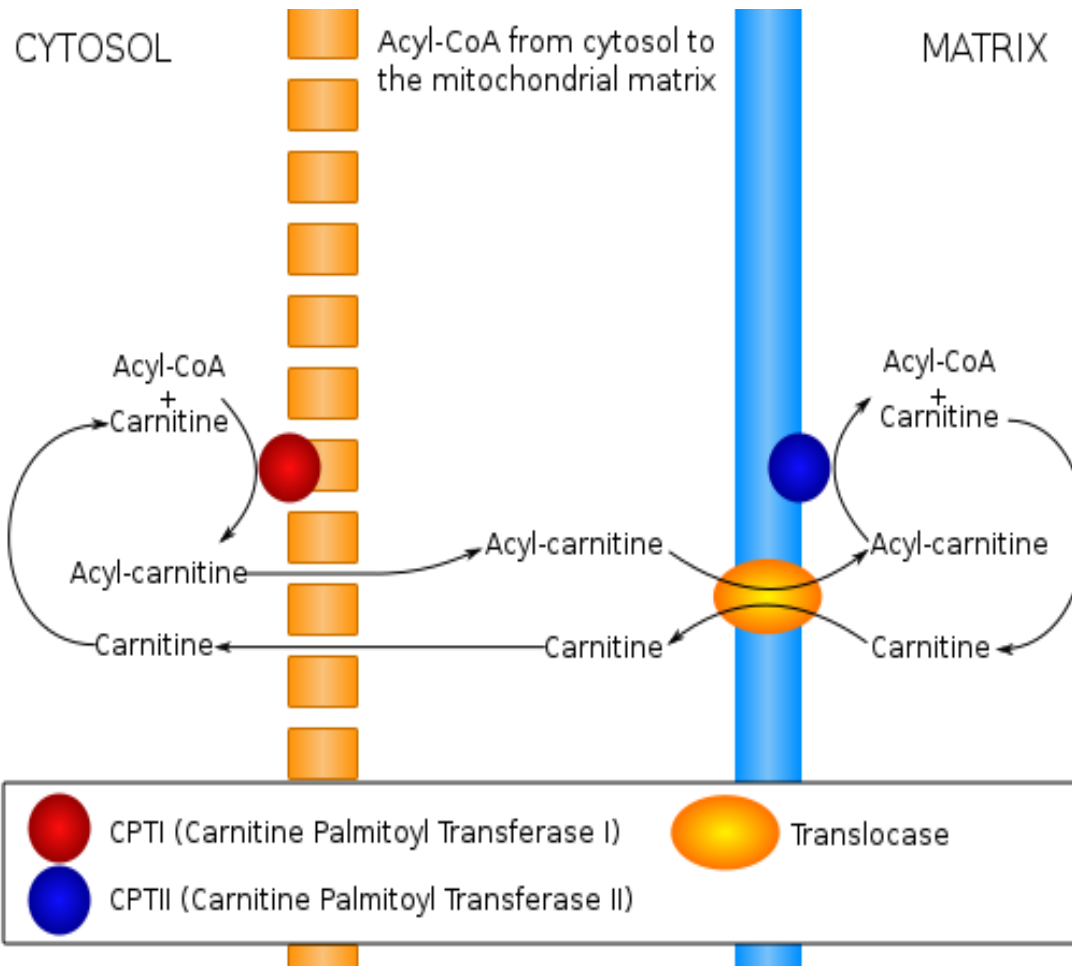 CYTOSOL
Acyl-CoA from cytosol to
the mitochondrial matrix
MATRIX
Acyl-CoA
+
Carnitine
Acyl-carnitine
Carnitine
Acyl-carnitine
Carnitine
Acyl-CoA
+
Carnitine
Acyl-carnitine
Carnitine
CPTI (Carnitine Palmitoyl Transferase I)
Translocase
CPTII (Carnitine Palmitoyl Transferase II)